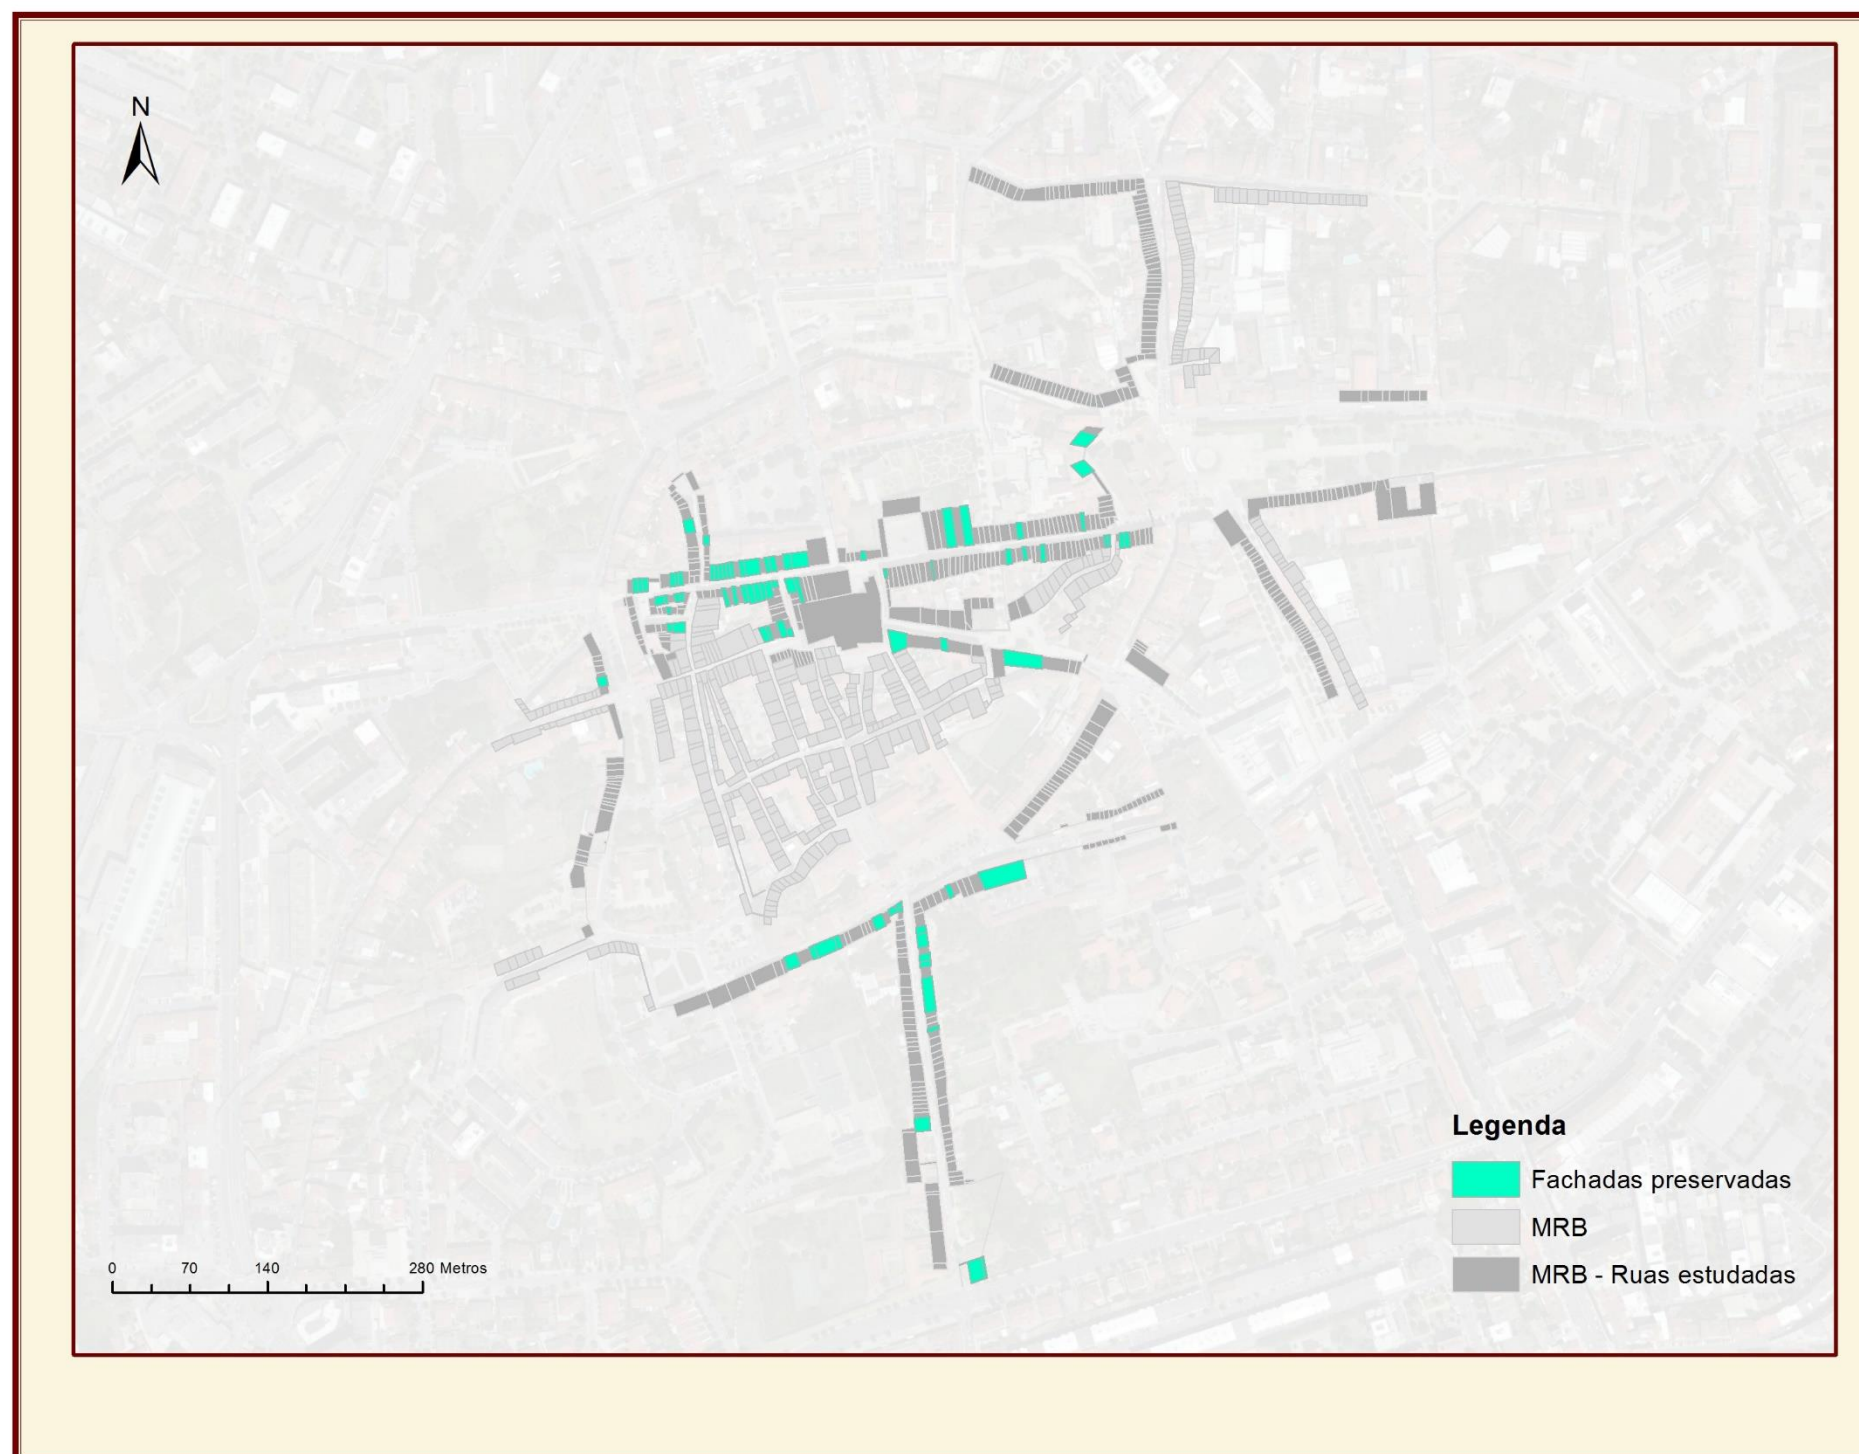 N
Legenda
Fachadas preservadas
MRB
MRB - Ruas estudadas
0 70 140 280 Metros